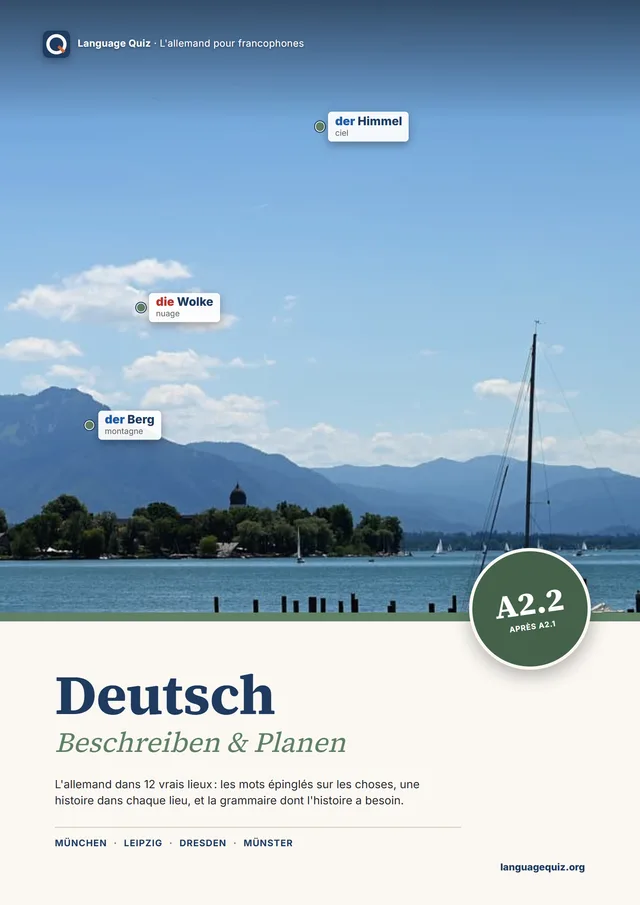 Language Quiz · L'allemand pour francophones
der Himmel
ciel
die Wolke
nuage
der Berg
montagne
A2.2
APRÈS A2.1
Deutsch
Beschreiben & Planen
L'allemand dans 12 vrais lieux : les mots épinglés sur les choses, une
histoire dans chaque lieu, et la grammaire dont l'histoire a besoin.
MÜNCHEN · LEIPZIG · DRESDEN · MÜNSTER
languagequiz.org